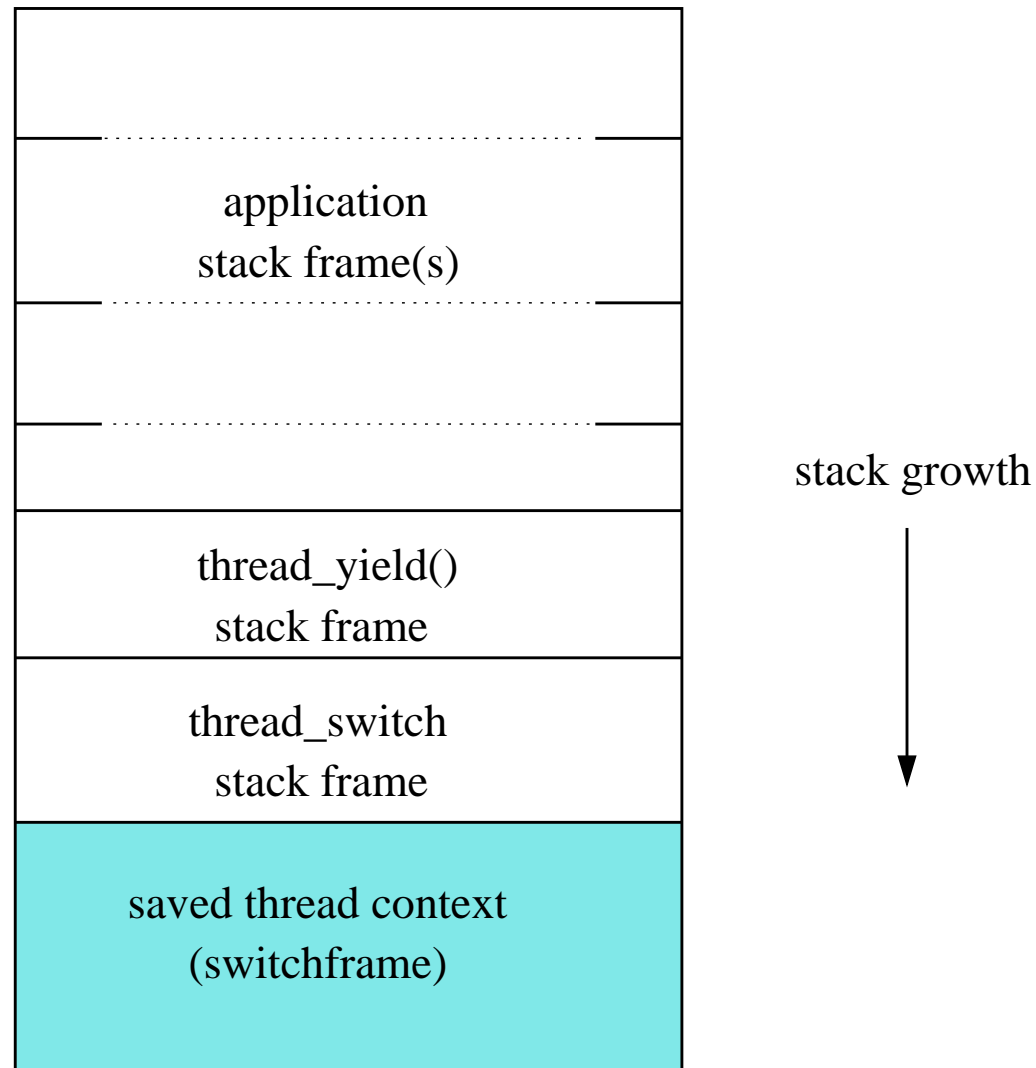 application
stack frame(s)
stack growth
thread_yield()
stack frame
thread_switch
stack frame
saved thread context
(switchframe)